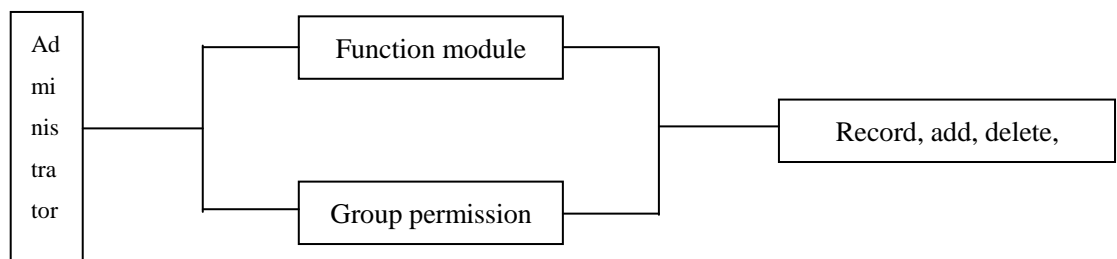 Ad
mi
nis
tra
tor
Function module
Group permission
Record, add, delete,